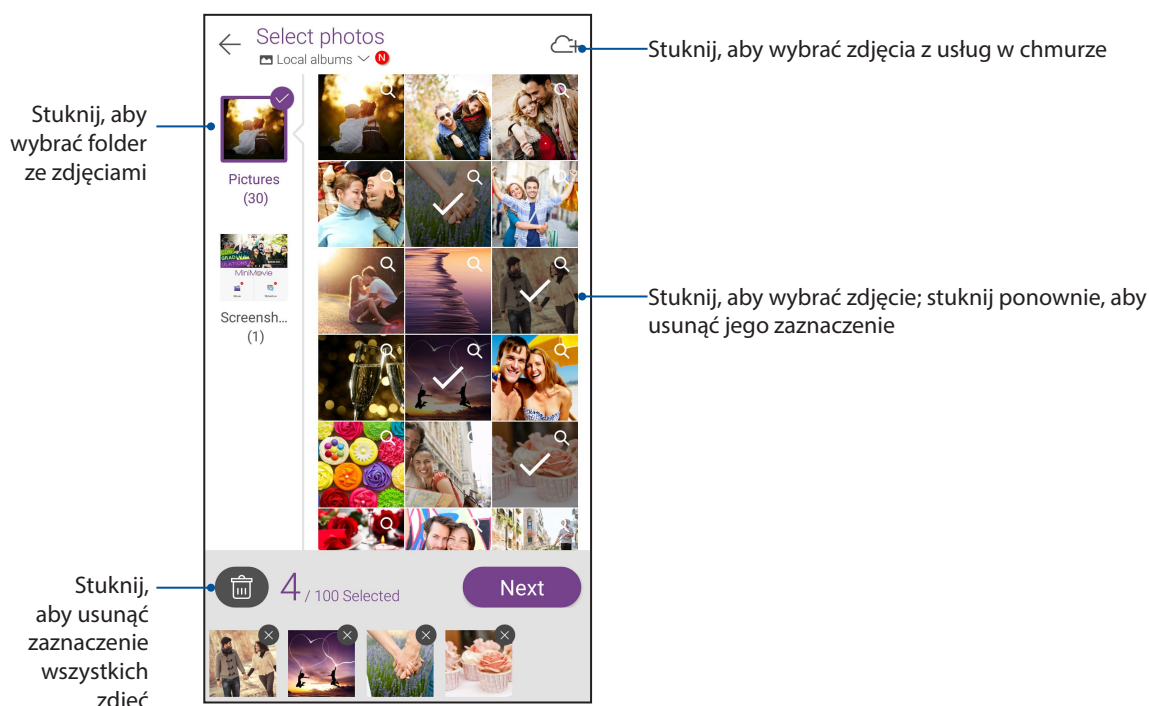 Select photos
Local albums N
Stuknij, aby wybrać zdjęcia z usług w chmurze
Stuknij, aby
wybrać folder
ze zdjęciami
Pictures
(30)
MiniMovie
Screensh...
(1)
Stuknij, aby wybrać zdjęcie; stuknij ponownie, aby
usunąć jego zaznaczenie
Stuknij,
aby usunąć
zaznaczenie
wszystkich
zdjęć
4 / 100 Selected
Next